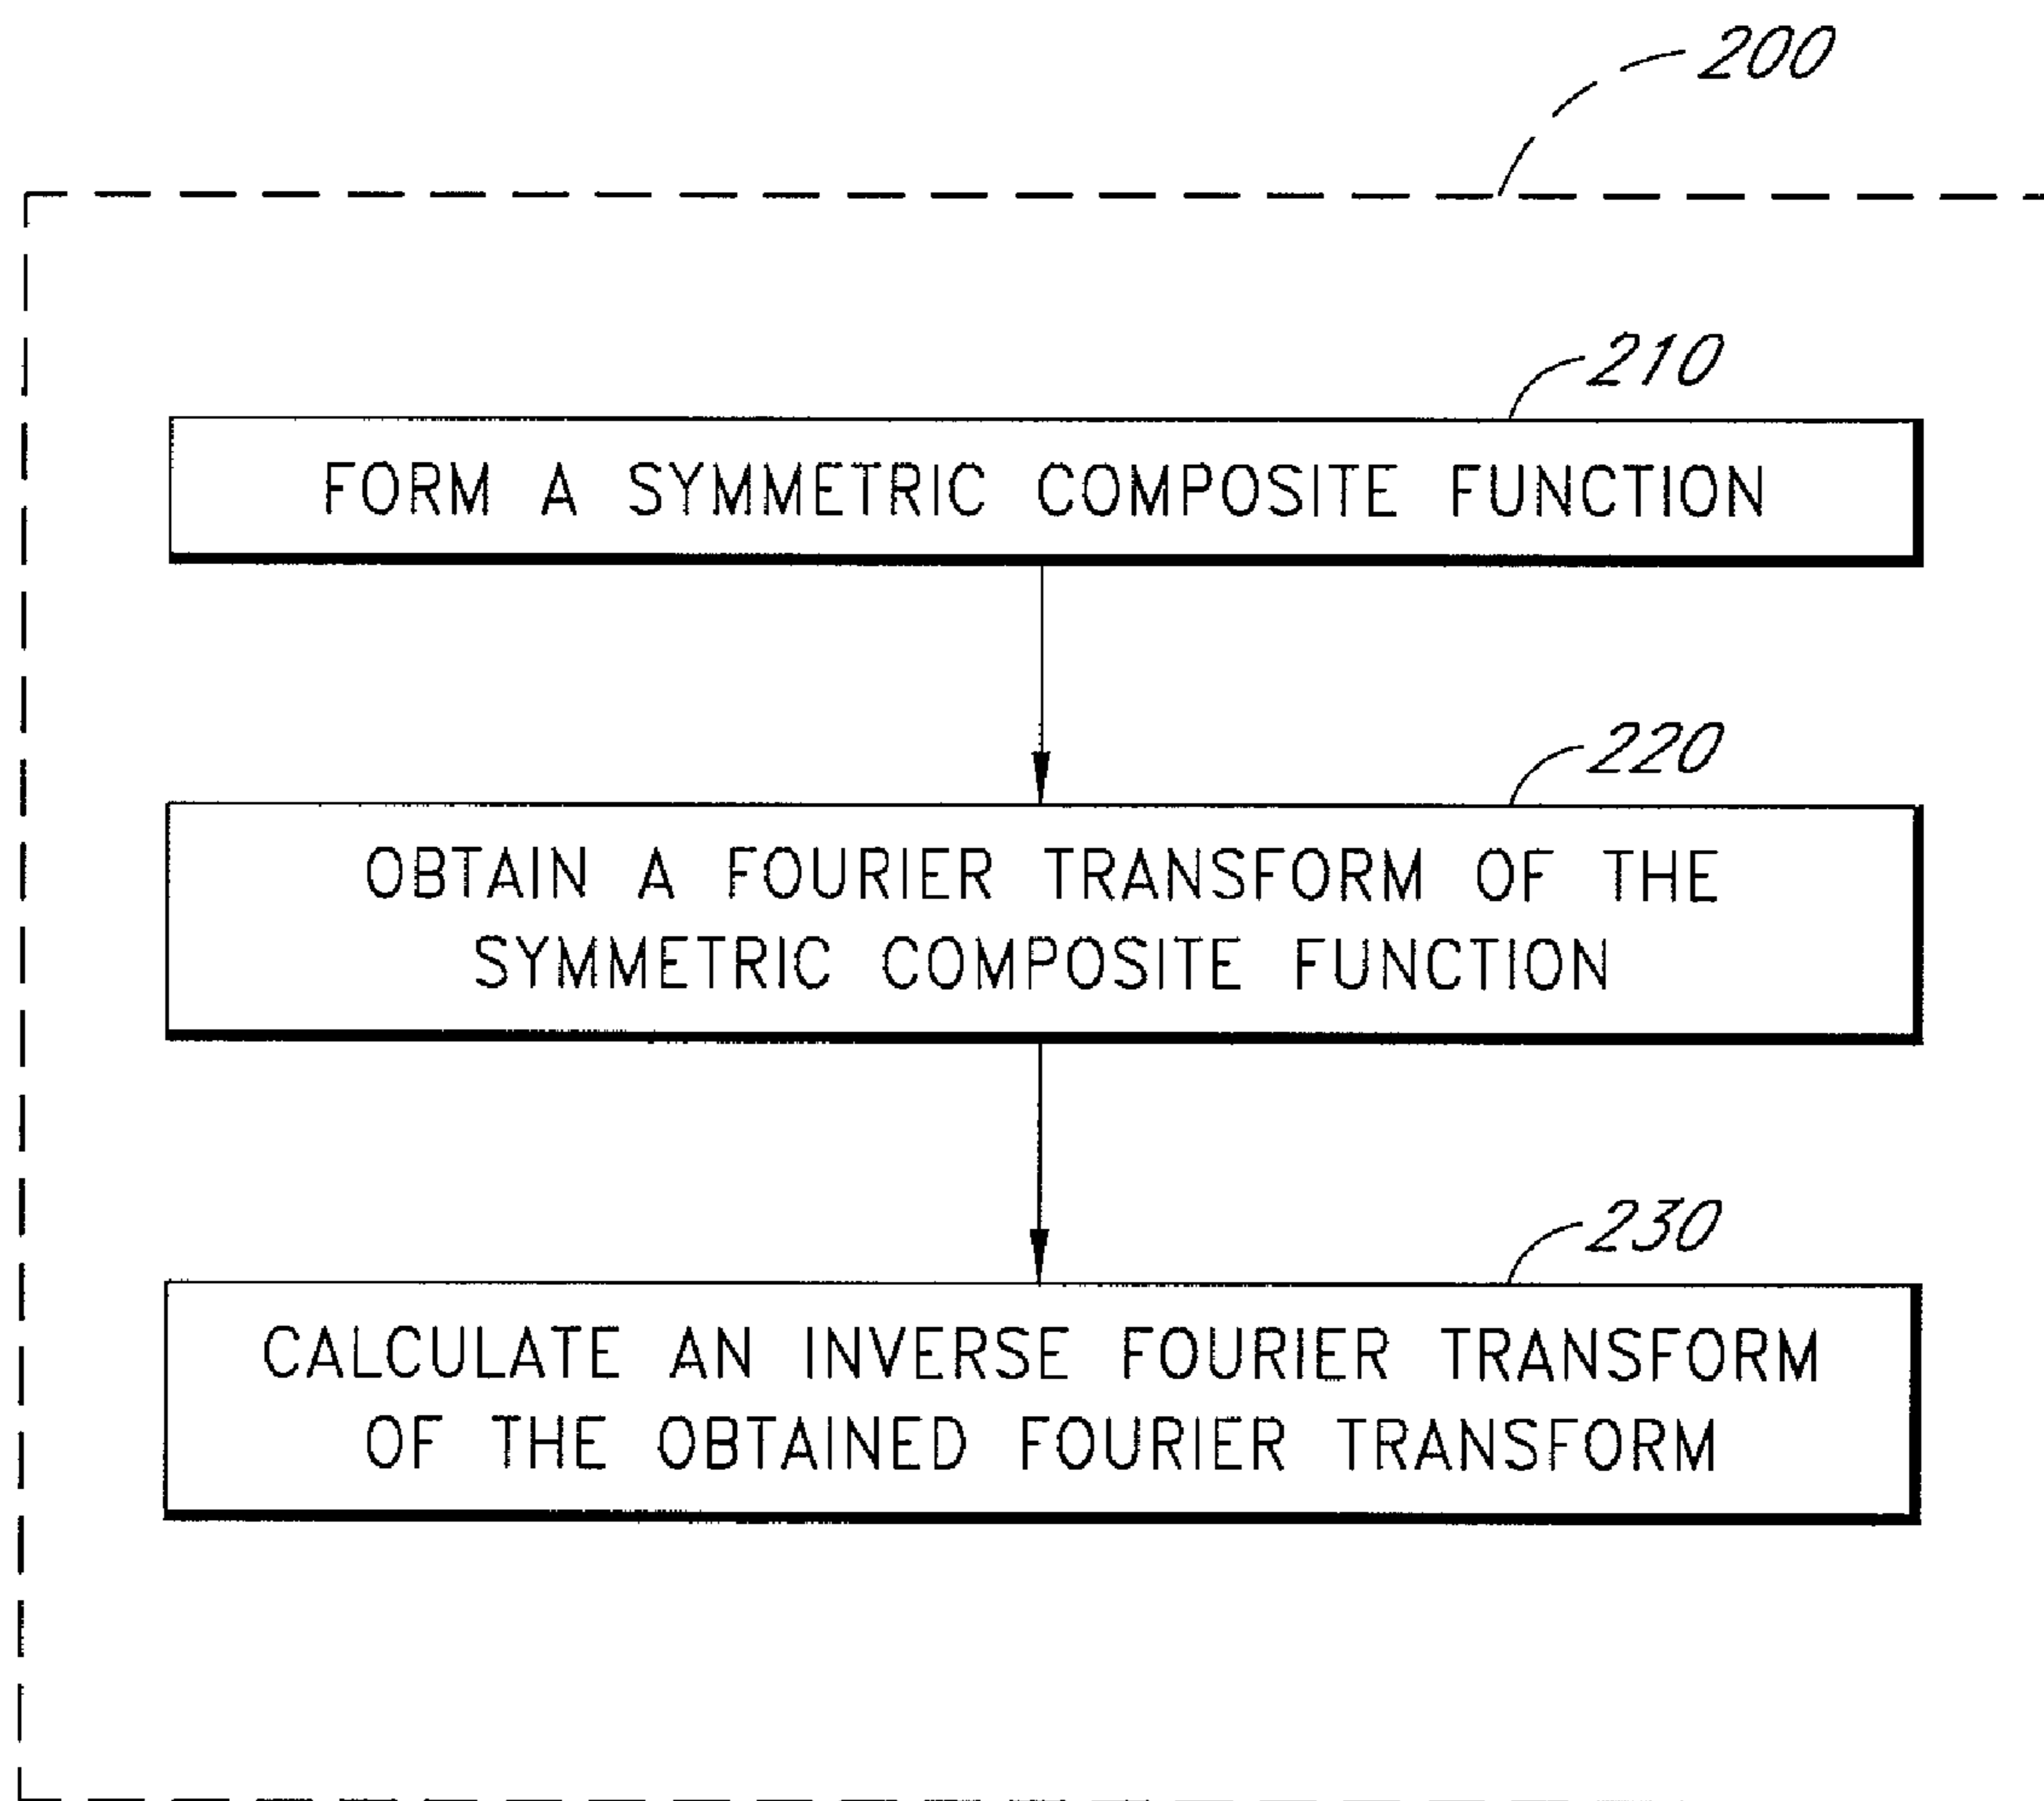 200
210
FORM A SYMMETRIC COMPOSITE FUNCTION
220
OBTAIN A FOURIER TRANSFORM OF THE
SYMMETRIC COMPOSITE FUNCTION
230
CALCULATE AN INVERSE FOURIER TRANSFORM
OF THE OBTAINED FOURIER TRANSFORM